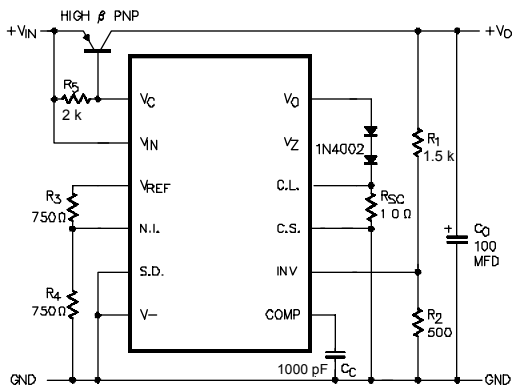 HIGH β PNP
+VIN
+VO
R5
2 k
VC
VO
VIN
VZ
1N4002
R1
1.5 k
R3
750Ω
VREF
C.L.
RSC
10Ω
N.I.
C.S.
+
CO
100
MFD
R4
750Ω
S.D.
INV
V-
COMP
R2
500
1000 pF
CC
GND
GND